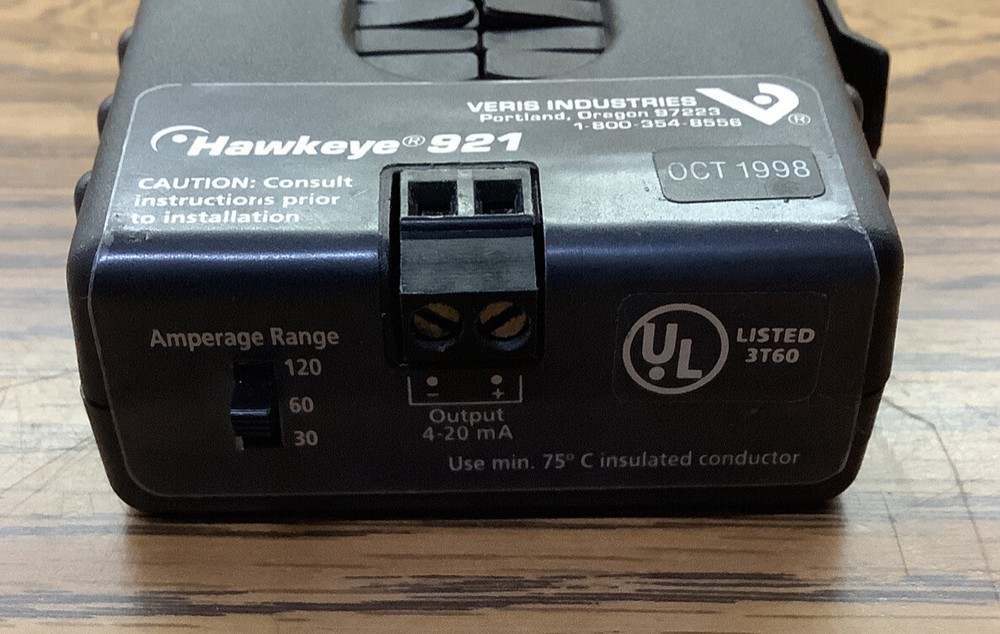 VERIS INDUSTRIES
Portland, Oregon 97223
1-800-354-8556
®
Hawkeye® 921
OCT 1998
CAUTION: Consult
instructions prior
to installation
Amperage Range
120
60
30
- +
Output
4-20 mA
UL
LISTED
3T60
Use min. 75° C insulated conductor